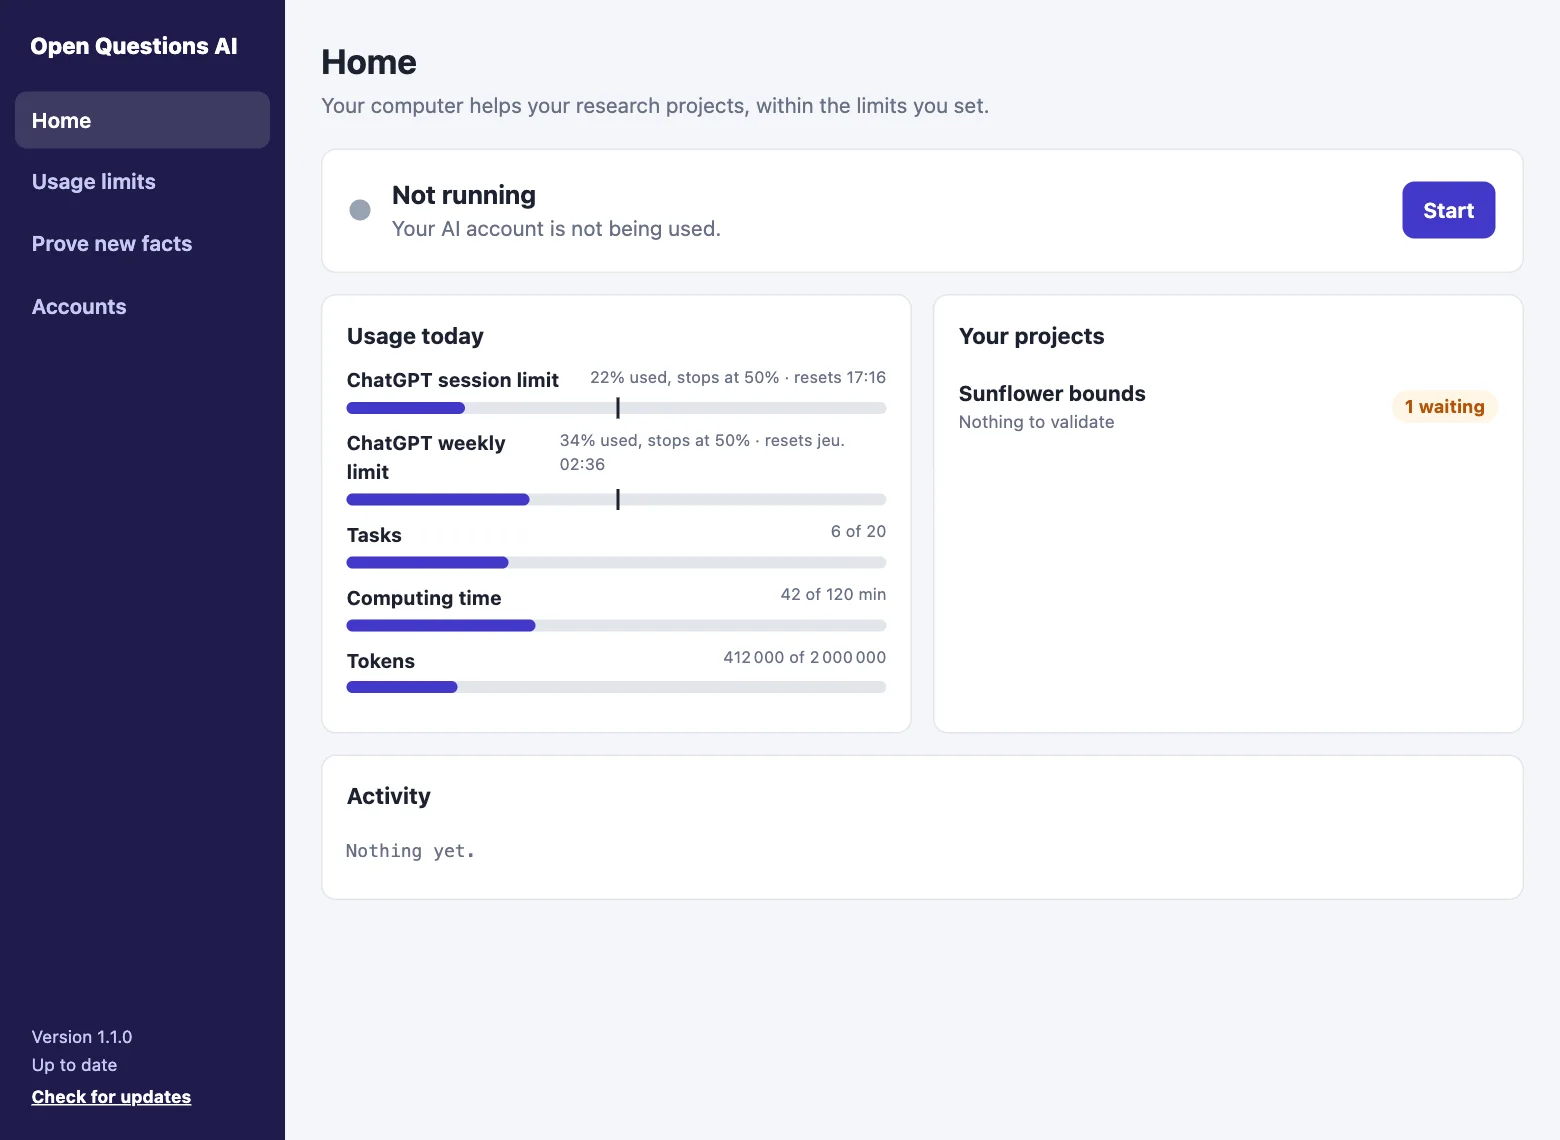 Open Questions AI
Home
Usage limits
Prove new facts
Accounts
Version 1.1.0
Up to date
Check for updates
Home
Your computer helps your research projects, within the limits you set.
Not running
Your AI account is not being used.
Start
Usage today
ChatGPT session limit
22% used, stops at 50% · resets 17:16
ChatGPT weekly
limit
34% used, stops at 50% · resets jeu.
02:36
Tasks
6 of 20
Computing time
42 of 120 min
Tokens
412 000 of 2 000 000
Your projects
Sunflower bounds
Nothing to validate
1 waiting
Activity
Nothing yet.